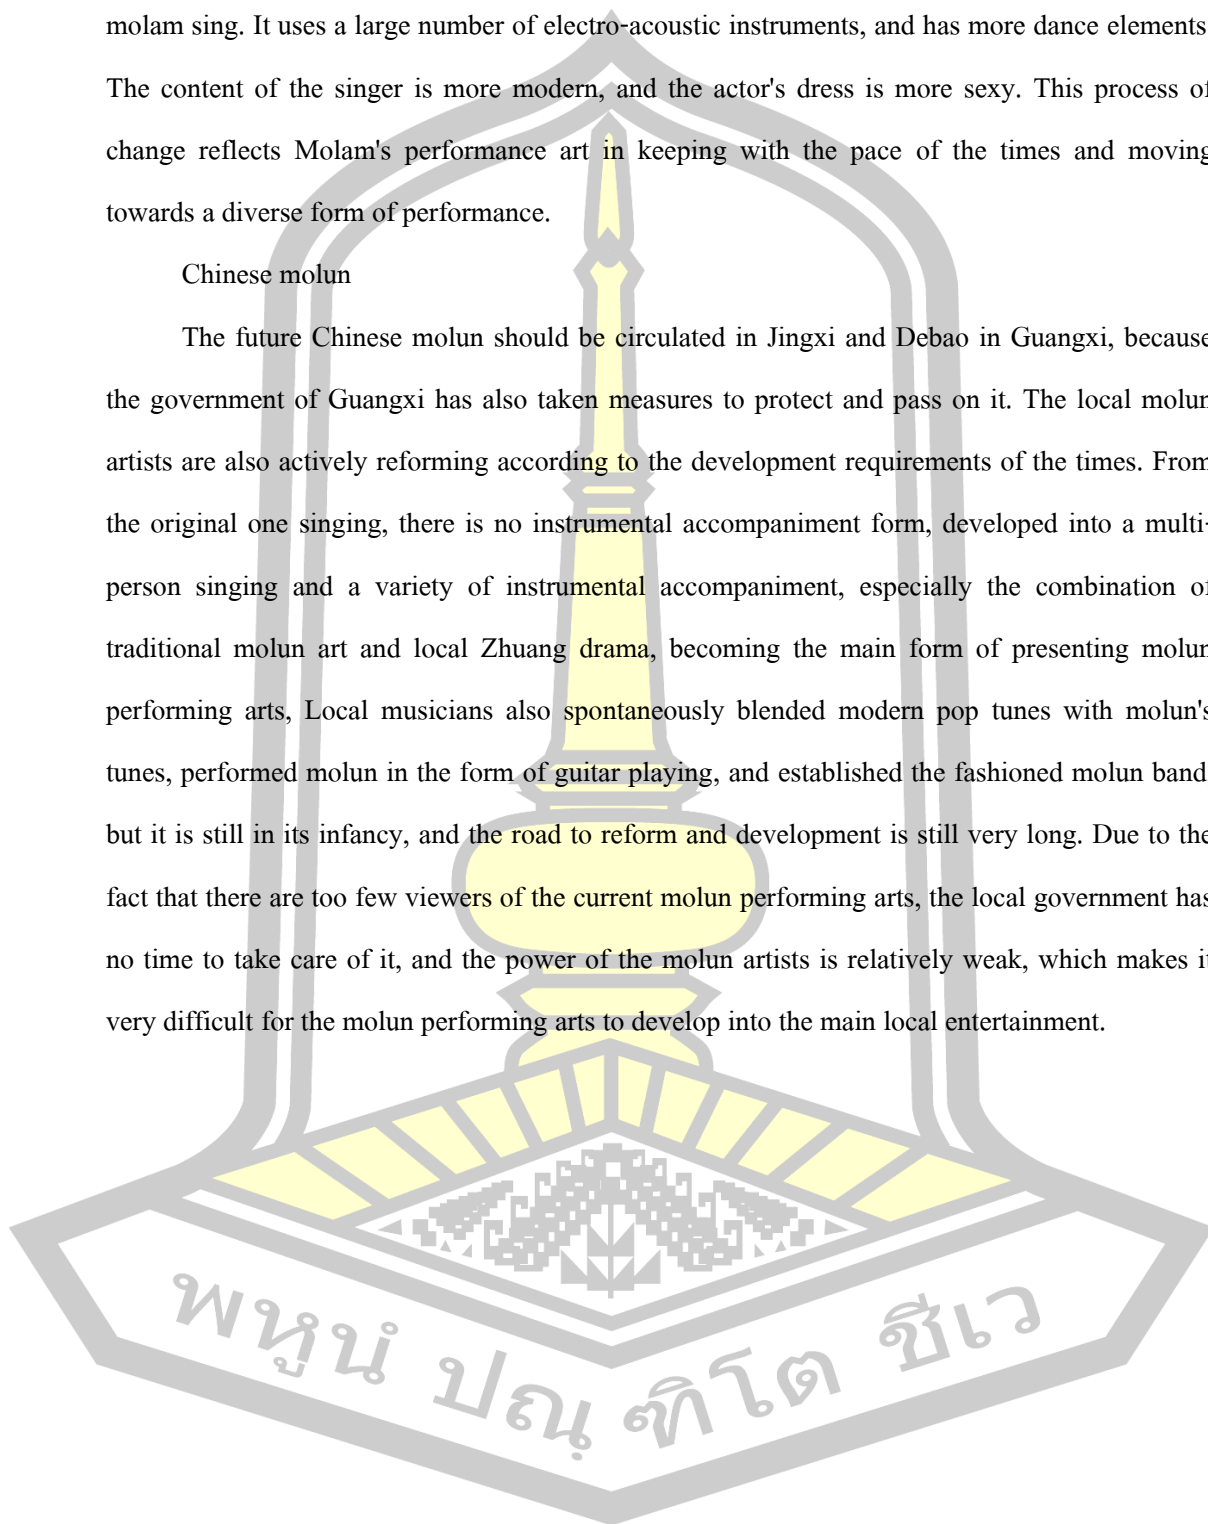 molam sing. It uses a large number of electro-acoustic instruments, and has more dance elements
The content of the singer is more modern, and the actor's dress is more sexy. This process of
change reflects Molam's performance art in keeping with the pace of the times and moving
towards a diverse form of performance.
Chinese molun
The future Chinese molun should be circulated in Jingxi and Debao in Guangxi, because
the government of Guangxi has also taken measures to protect and pass on it. The local molun
artists are also actively reforming according to the development requirements of the times. From
the original one singing, there is no instrumental accompaniment form, developed into a multi-
person singing and a variety of instrumental accompaniment, especially the combination of
traditional molun art and local Zhuang drama, becoming the main form of presenting molun
performing arts, Local musicians also spontaneously blended modern pop tunes with molun's
tunes, performed molun in the form of guitar playing, and established the fashioned molun band
but it is still in its infancy, and the road to reform and development is still very long. Due to the
fact that there are too few viewers of the current molun performing arts, the local government has
no time to take care of it, and the power of the molun artists is relatively weak, which makes it
very difficult for the molun performing arts to develop into the main local entertainment.
พหูนํ ปณฺฑิโต ชีเว